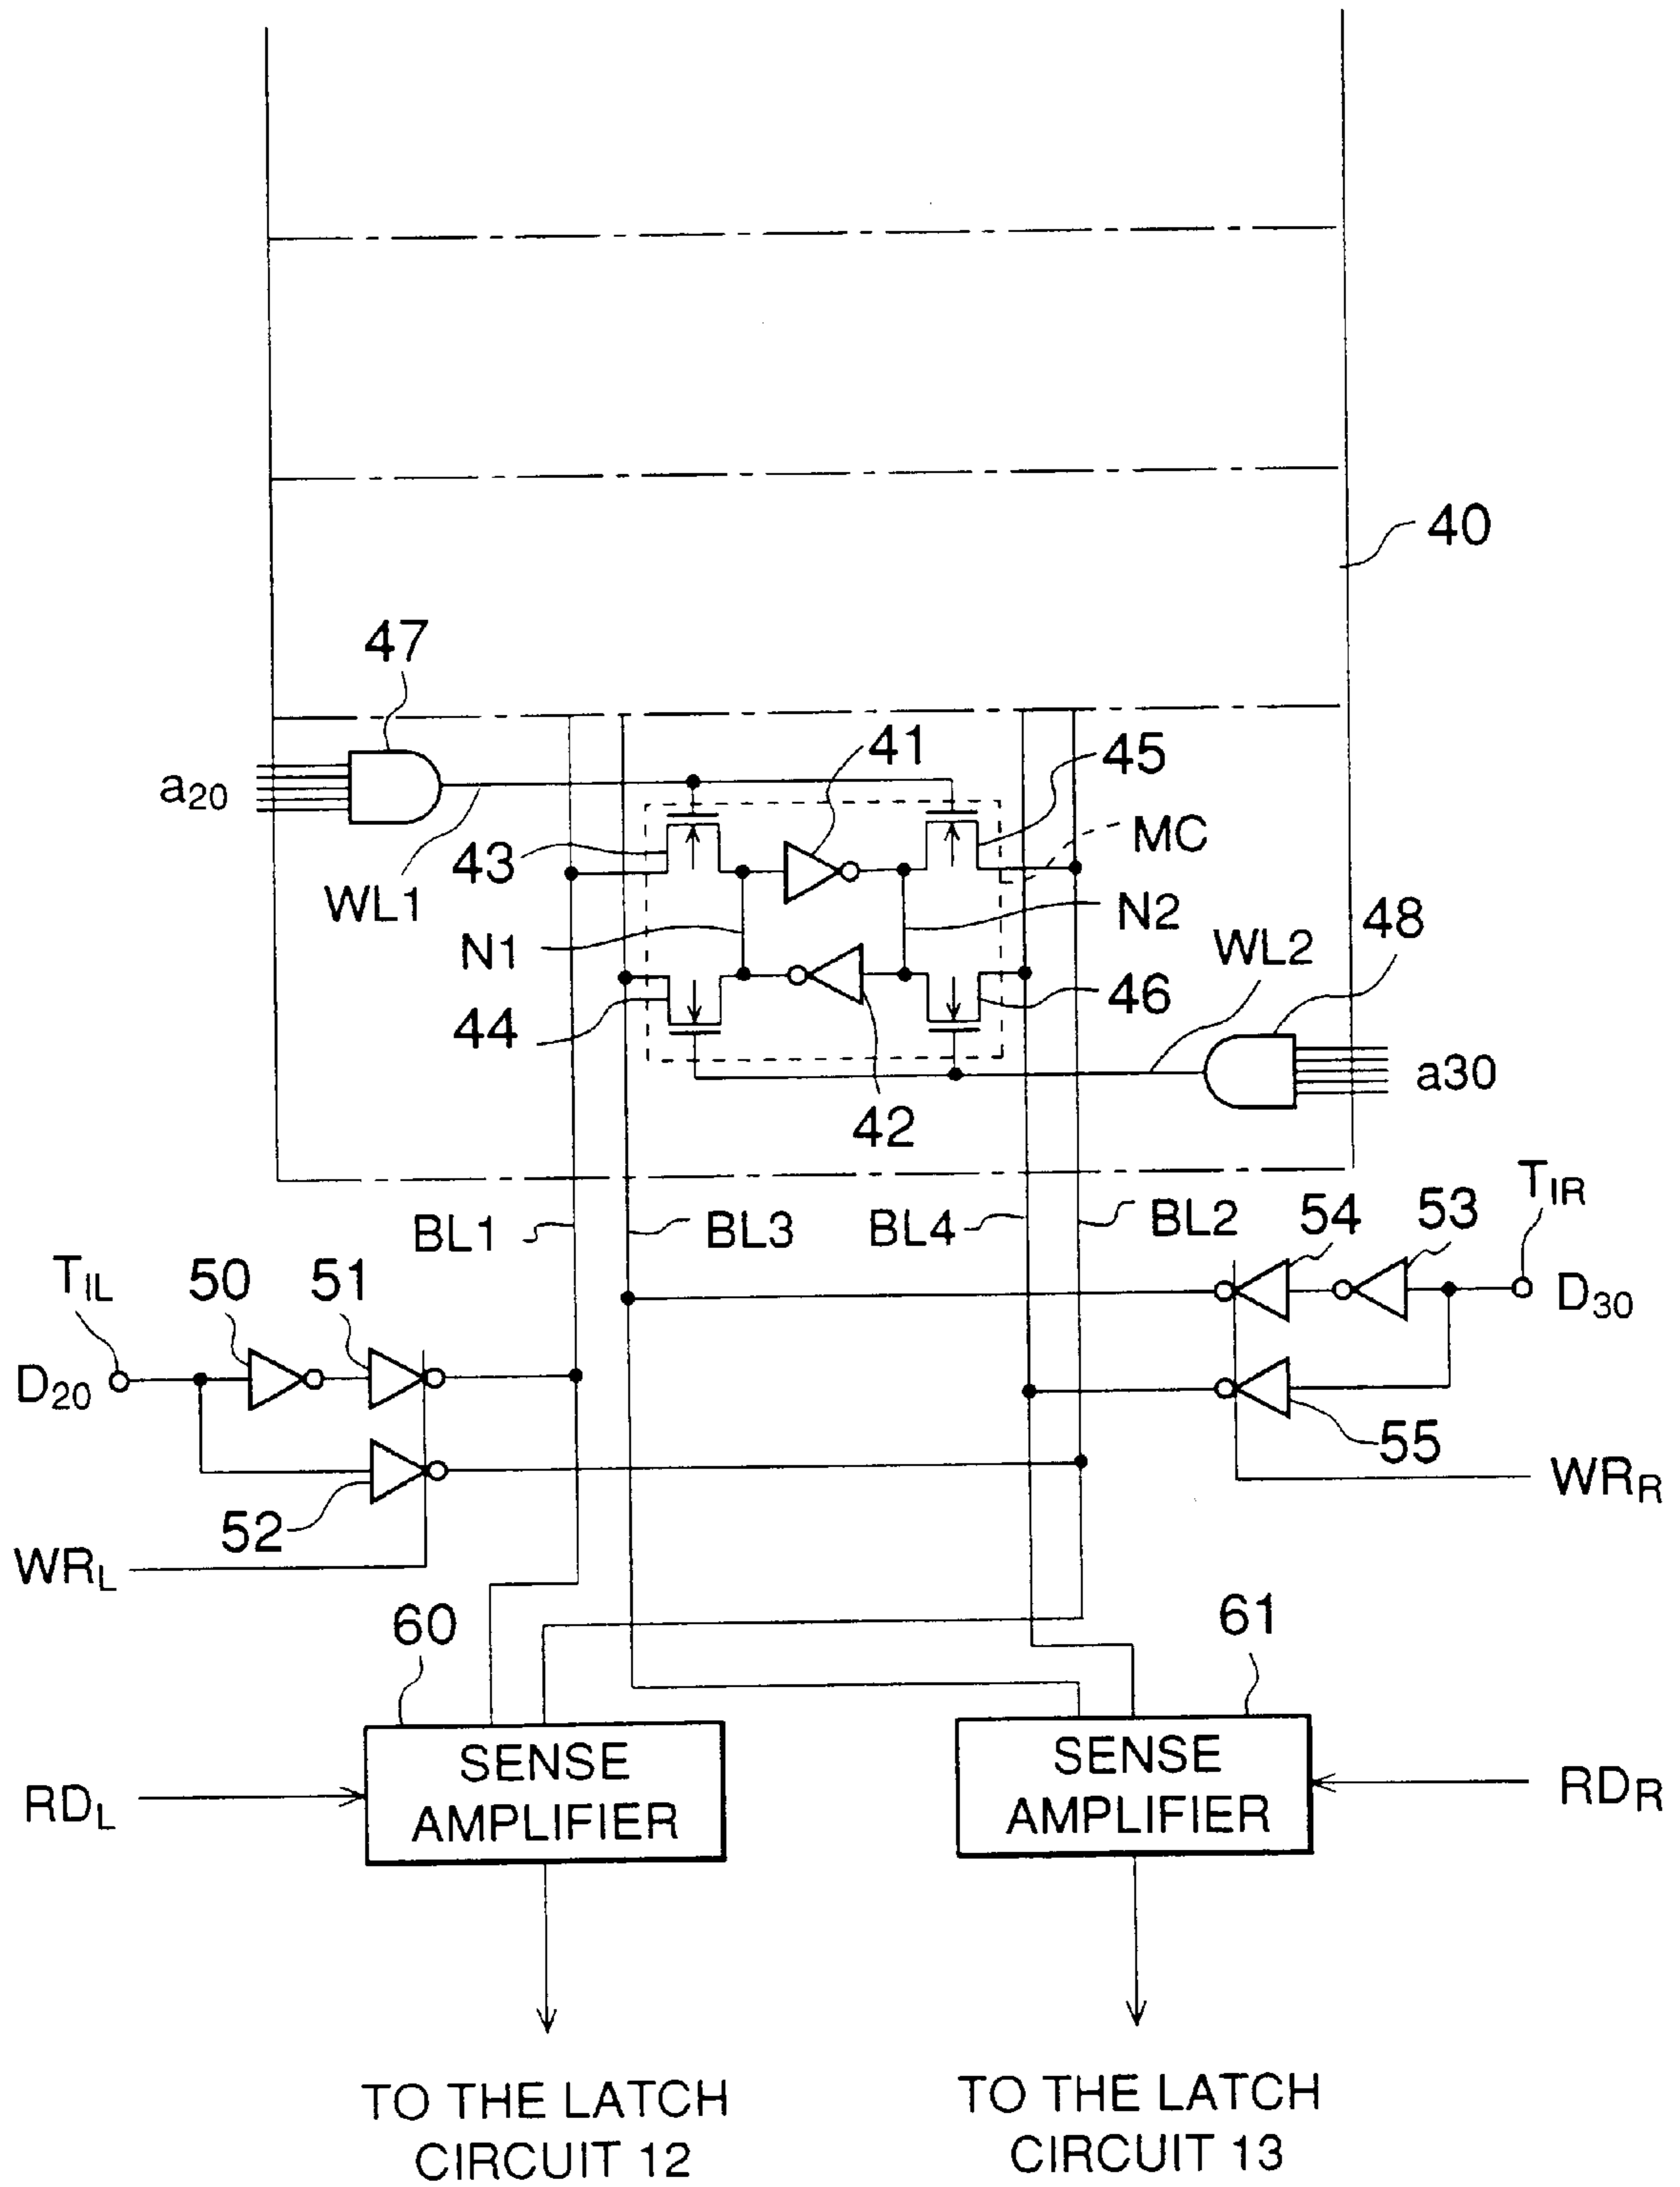 40
47
41
45
a20
43
MC
WL1
N2
48
N1
WL2
46
44
a30
42
TIR
54
53
BL1
BL3
BL4
BL2
TIL
50
51
D30
D20
55
52
WRR
WRL
60
61
SENSE
AMPLIFIER
SENSE
AMPLIFIER
RDL
RDR
TO THE LATCH
CIRCUIT 12
TO THE LATCH
CIRCUIT 13